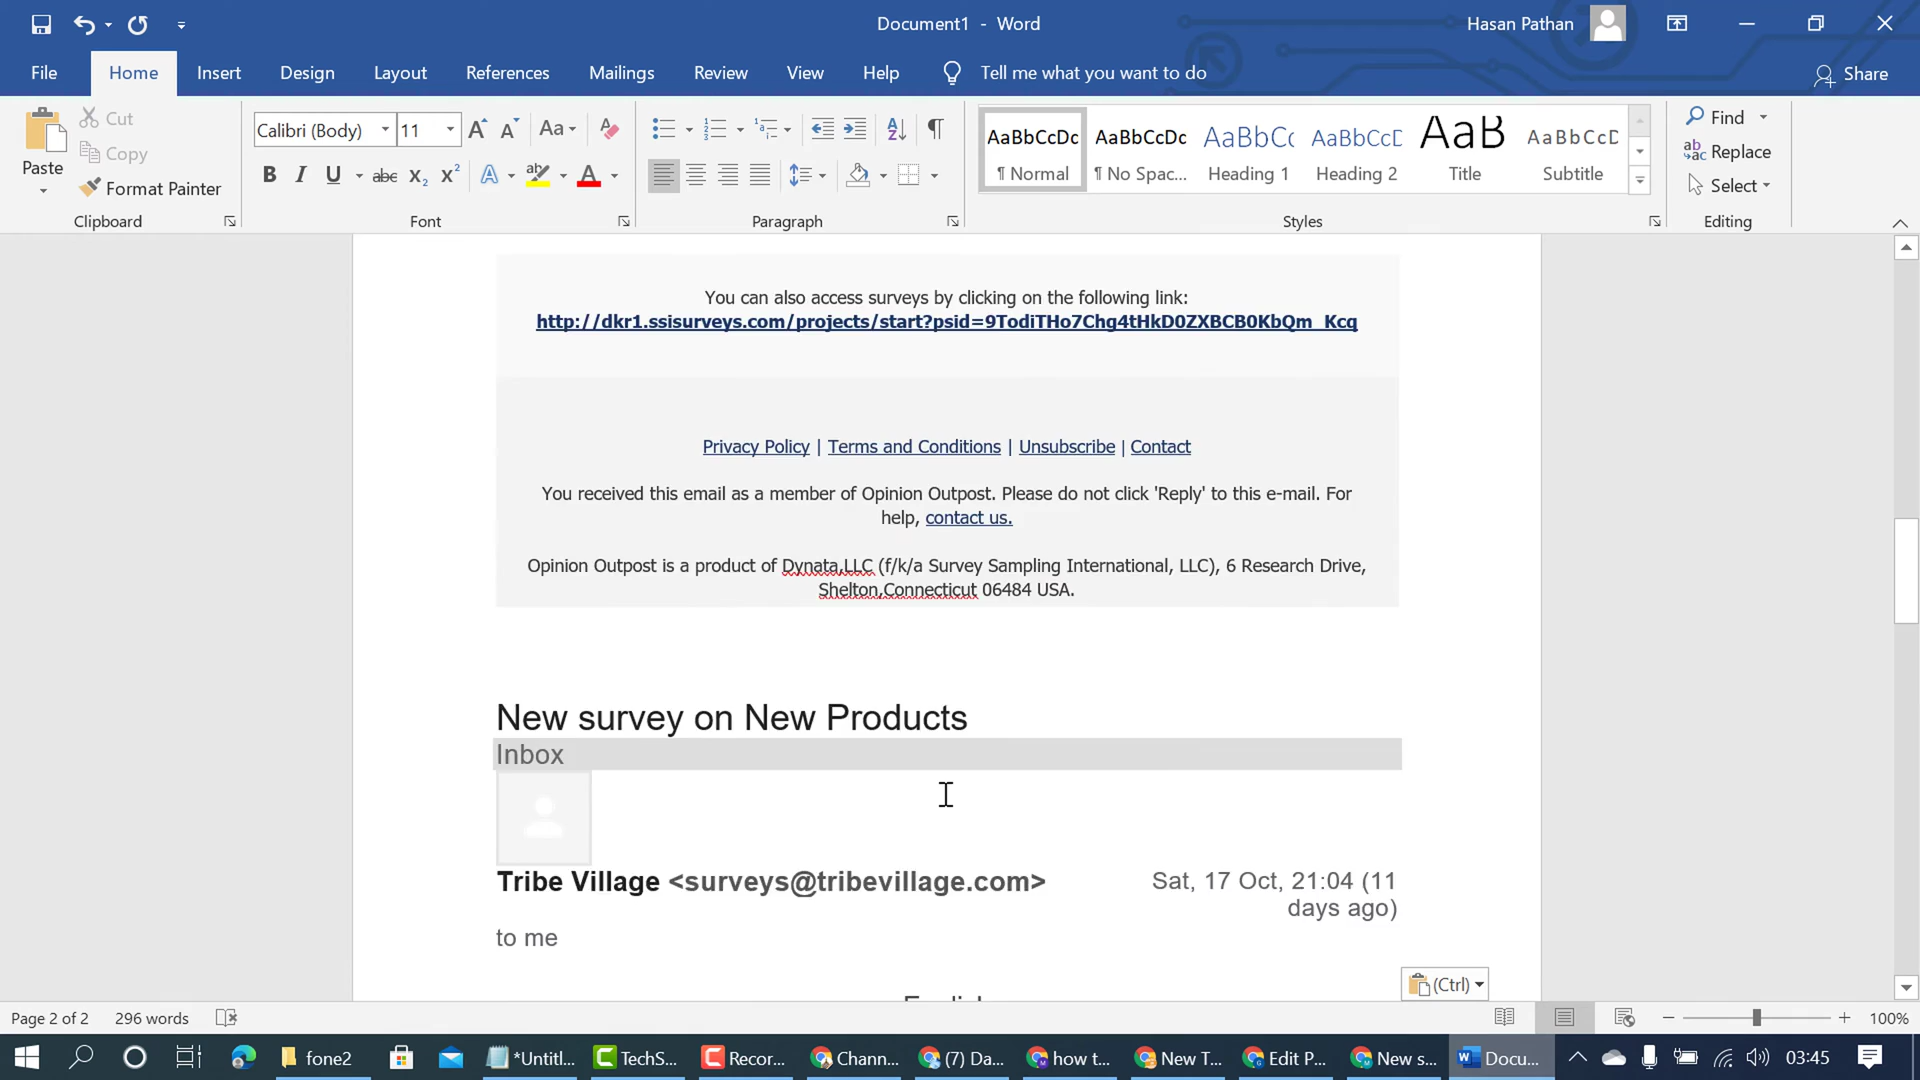 Document1 - Word
Hasan Pathan
File Home Insert Design Layout References Mailings Review View Help Tell me what you want to do Share
Paste
Cut
Copy
Format Painter
Clipboard
Calibri (Body) 11
Font
Paragraph
AaBbCcDc AaBbCcDc AaBbCc AaBbCcD AaB AaBbCcD
¶ Normal ¶ No Spac... Heading 1 Heading 2 Title Subtitle
Styles
Find
Replace
Select
Editing
You can also access surveys by clicking on the following link:
http://dkr1.ssisurveys.com/projects/start?psid=9TodiTHo7Chg4tHkD0ZXBCB0KbQm_Kcq
Privacy Policy | Terms and Conditions | Unsubscribe | Contact
You received this email as a member of Opinion Outpost. Please do not click 'Reply' to this e-mail. For
help, contact us.
Opinion Outpost is a product of Dynata,LLC (f/k/a Survey Sampling International, LLC), 6 Research Drive,
Shelton,Connecticut 06484 USA.
New survey on New Products
Inbox
Tribe Village <surveys@tribevillage.com> Sat, 17 Oct, 21:04 (11
days ago)
to me
(Ctrl)
Page 2 of 2 296 words 100%
fone2 *Untitl... TechS... Recor... Chann... (7) Da... how t... New T... Edit P... New s... Docu... 03:45